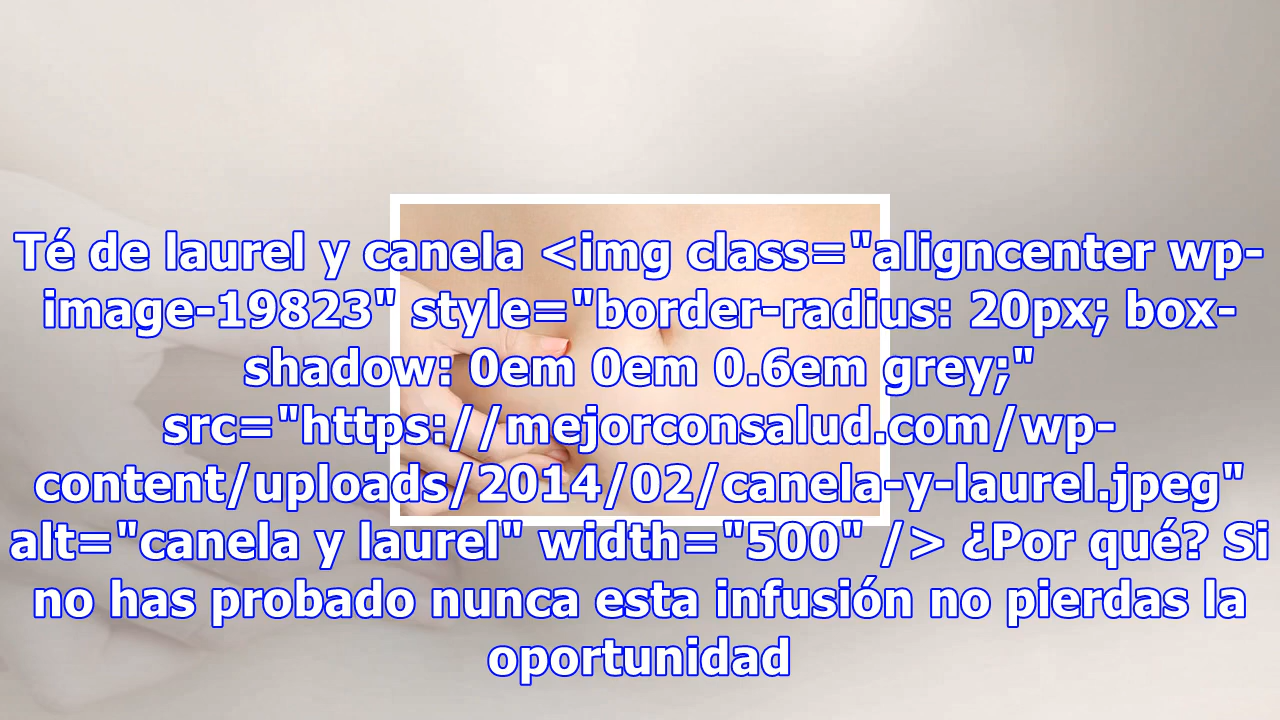 Té de laurel y canela <img class="aligncenter wp-
image-19823" style="border-radius: 20px; box-
shadow: 0em 0em 0.6em grey;"
src="https://mejorconsalud.com/wp-
content/uploads/2014/02/canela-y-laurel.jpeg"
alt="canela y laurel" width="500" /> ¿Por qué? Si
no has probado nunca esta infusión no pierdas la
oportunidad